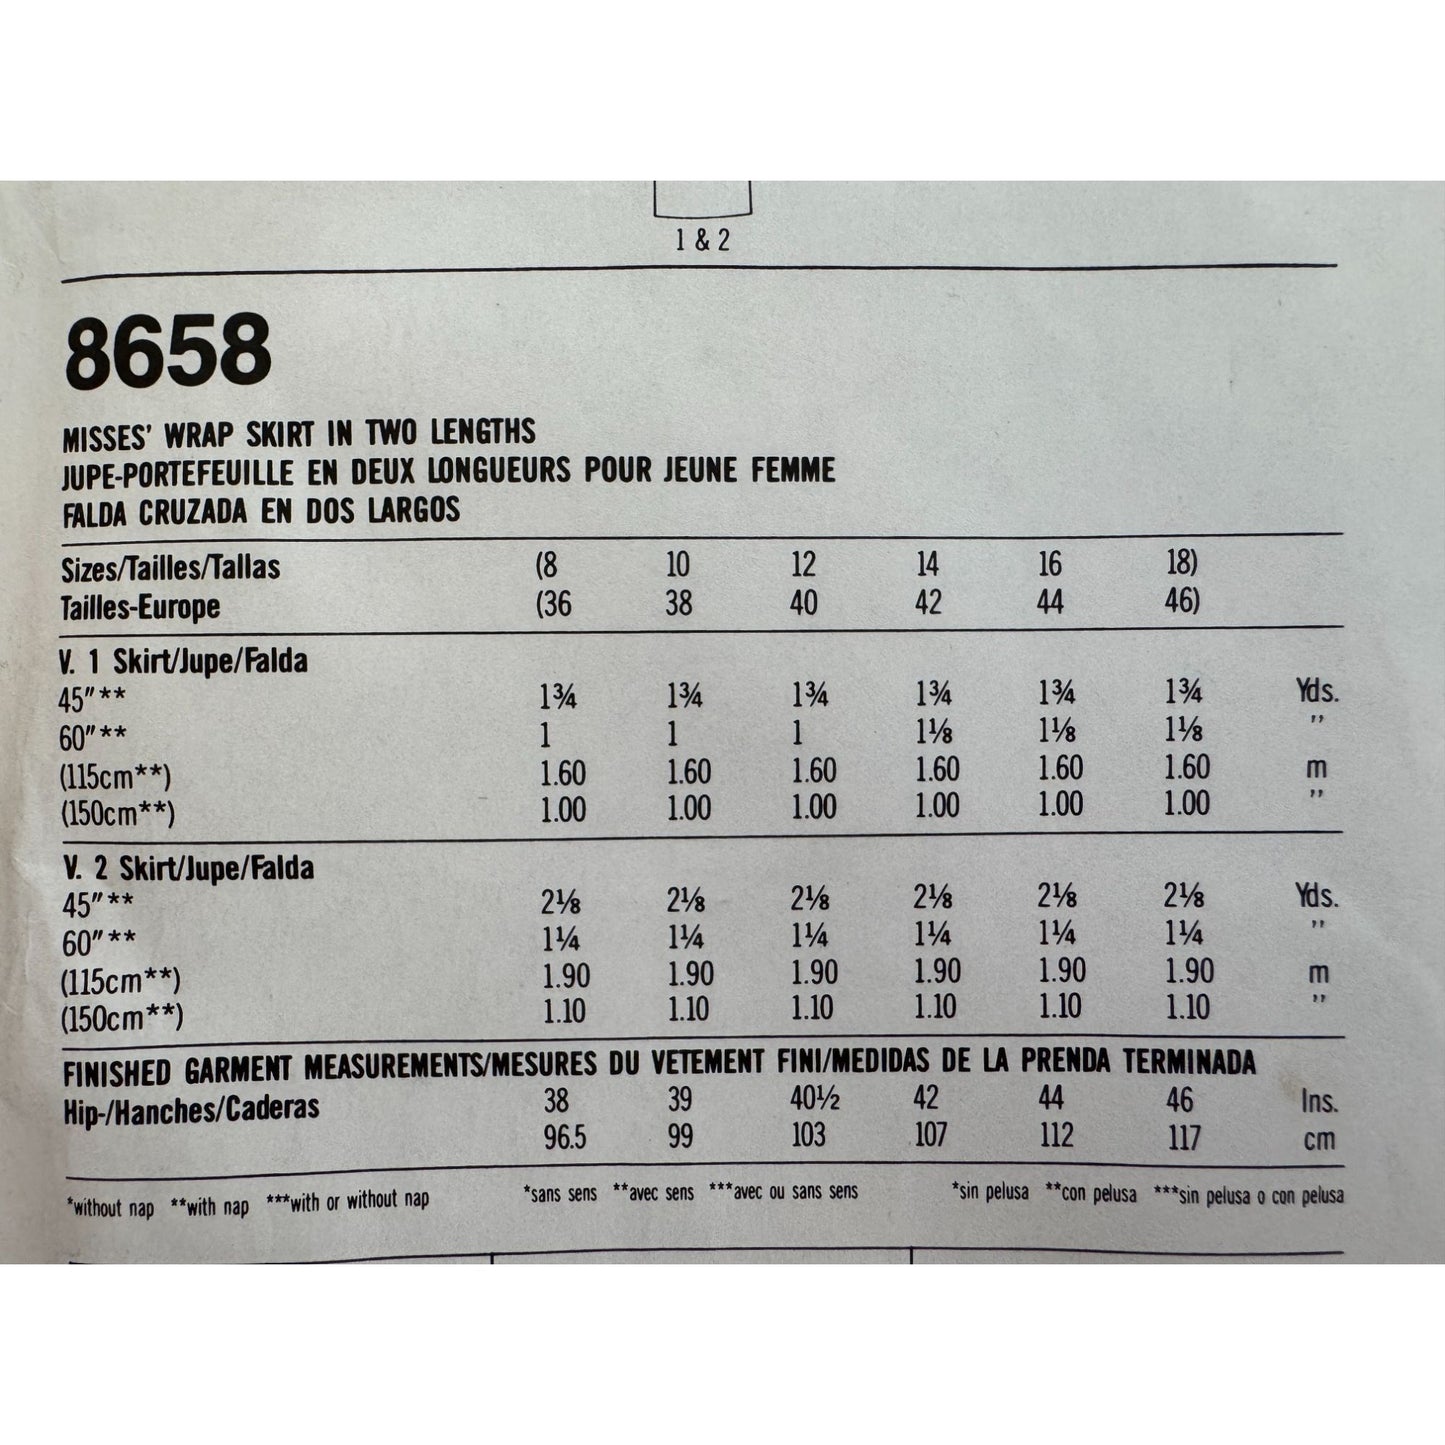 1 & 2
8658
MISSES' WRAP SKIRT IN TWO LENGTHS
JUPE-PORTEFEUILLE EN DEUX LONGUEURS POUR JEUNE FEMME
FALDA CRUZADA EN DOS LARGOS
Sizes/Tailles/Tallas (8 10 12 14 16 18)
Tailles-Europe (36 38 40 42 44 46)
V. 1 Skirt/Jupe/Falda
45"** 1¾ 1¾ 1¾ 1¾ 1¾ 1¾ Yds.
60"** 1 1 1 1⅛ 1⅛ 1⅛ "
(115cm**) 1.60 1.60 1.60 1.60 1.60 1.60 m
(150cm**) 1.00 1.00 1.00 1.00 1.00 1.00 "
V. 2 Skirt/Jupe/Falda
45"** 2⅛ 2⅛ 2⅛ 2⅛ 2⅛ 2⅛ Yds.
60"** 1¼ 1¼ 1¼ 1¼ 1¼ 1¼ "
(115cm**) 1.90 1.90 1.90 1.90 1.90 1.90 m
(150cm**) 1.10 1.10 1.10 1.10 1.10 1.10 "
FINISHED GARMENT MEASUREMENTS/MESURES DU VETEMENT FINI/MEDIDAS DE LA PRENDA TERMINADA
Hip-/Hanches/Caderas 38 39 40½ 42 44 46 Ins.
96.5 99 103 107 112 117 cm
*without nap **with nap ***with or without nap *sans sens **avec sens ***avec ou sans sens *sin pelusa **con pelusa ***sin pelusa o con pelusa